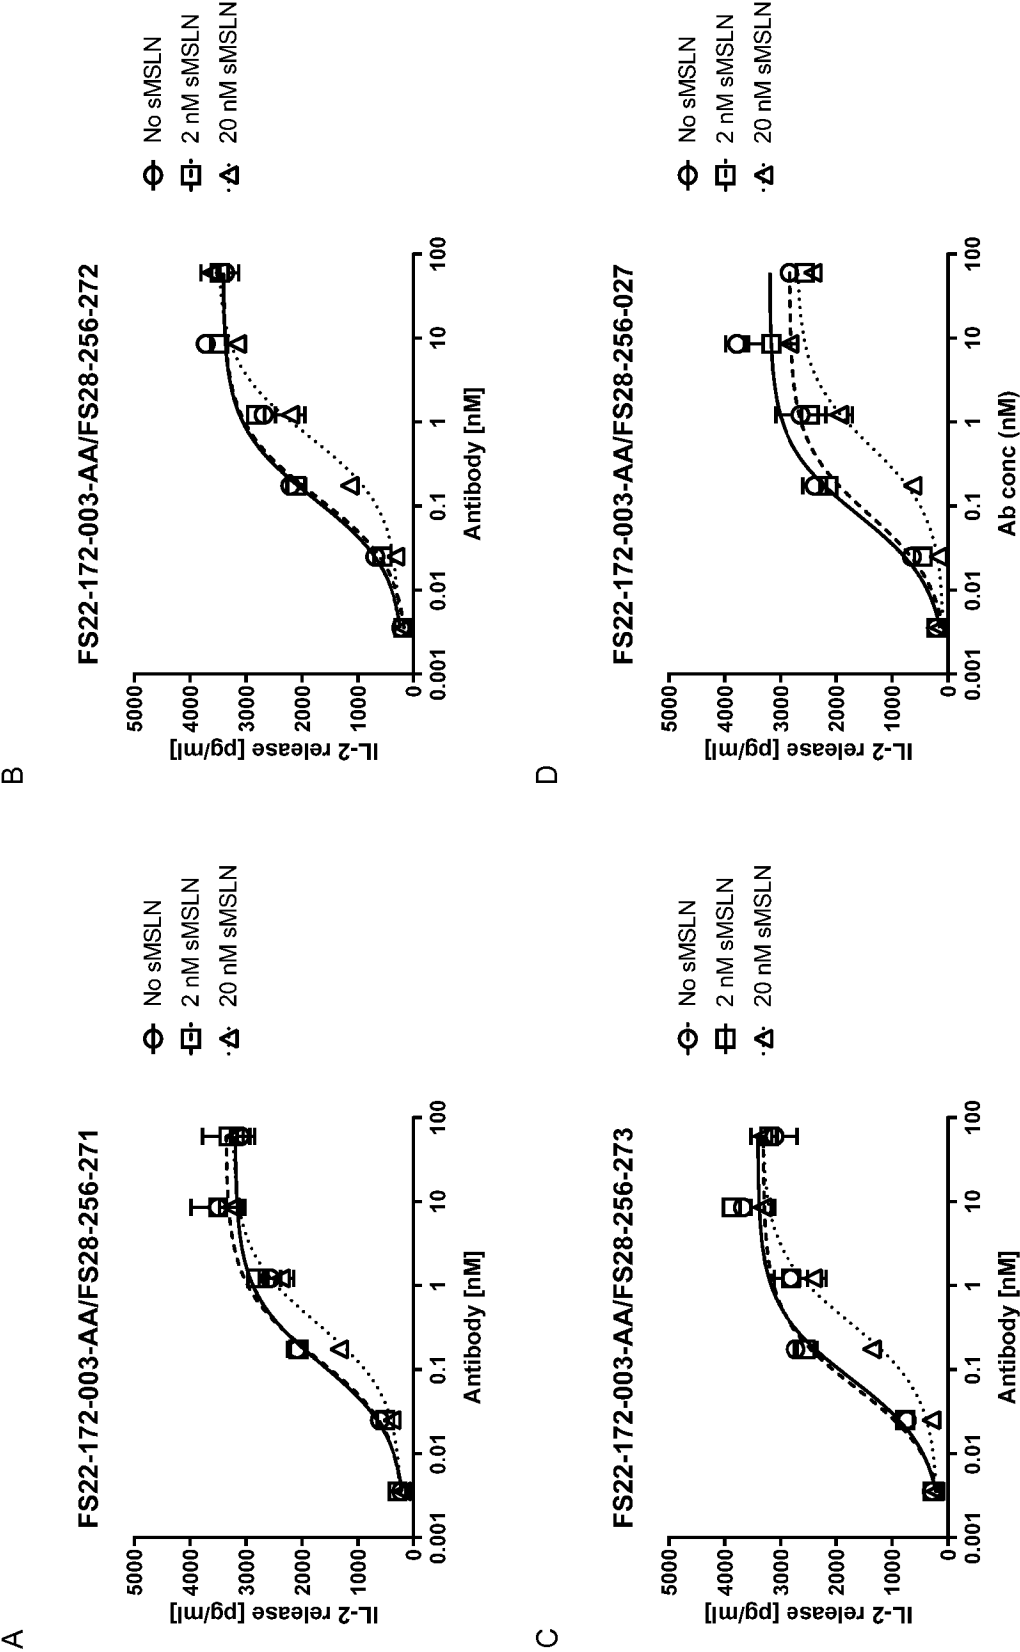 A
FS22-172-003-AA/FS28-256-271
IL-2 release [pg/ml]
5000
4000
3000
2000
1000
0
0.001
0.01
0.1
1
10
100
Antibody [nM]
No sMSLN
2 nM sMSLN
20 nM sMSLN
B
FS22-172-003-AA/FS28-256-272
IL-2 release [pg/ml]
5000
4000
3000
2000
1000
0
0.001
0.01
0.1
1
10
100
Antibody [nM]
No sMSLN
2 nM sMSLN
20 nM sMSLN
C
FS22-172-003-AA/FS28-256-273
IL-2 release [pg/ml]
5000
4000
3000
2000
1000
0
0.001
0.01
0.1
1
10
100
Antibody [nM]
No sMSLN
2 nM sMSLN
20 nM sMSLN
D
FS22-172-003-AA/FS28-256-027
IL-2 release [pg/ml]
5000
4000
3000
2000
1000
0
0.001
0.01
0.1
1
10
100
Ab conc (nM)
No sMSLN
2 nM sMSLN
20 nM sMSLN